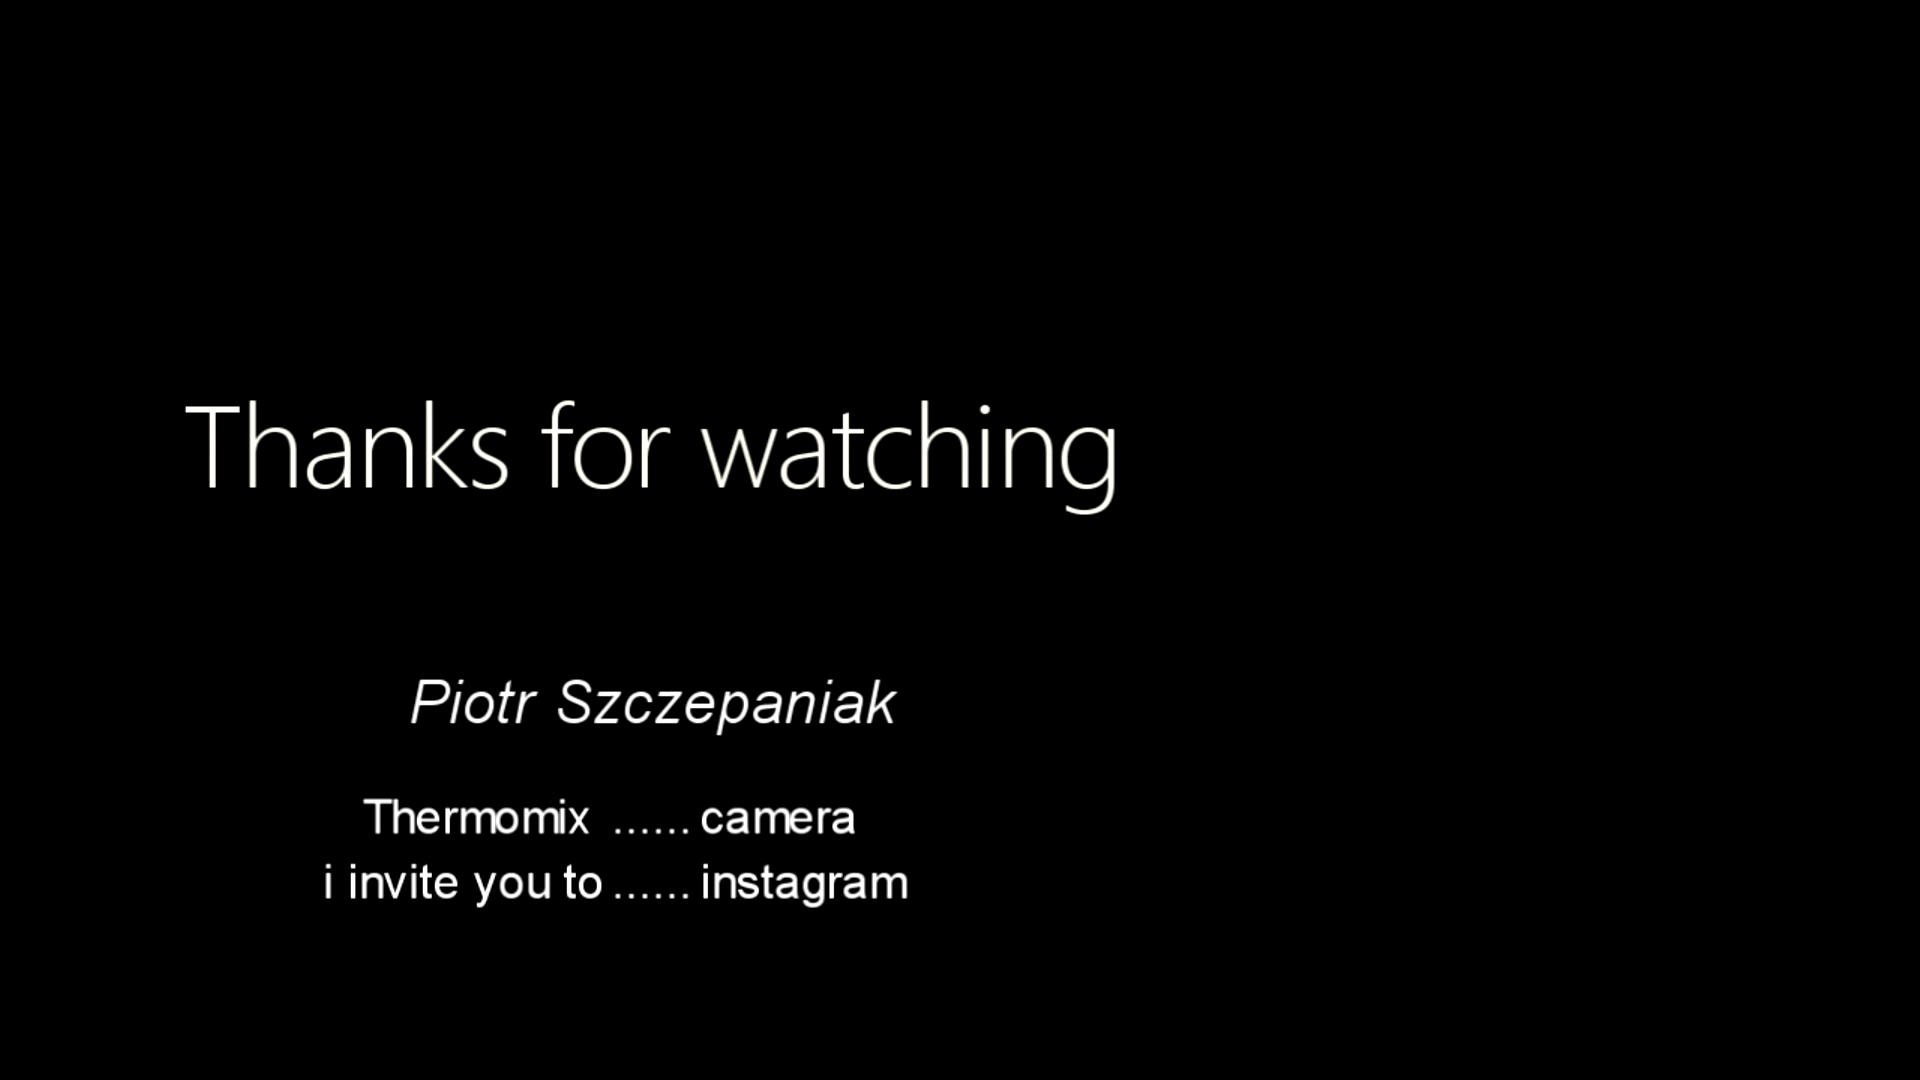 Thanks for watching
Piotr Szczepaniak
Thermomix ...... camera
i invite you to ...... instagram